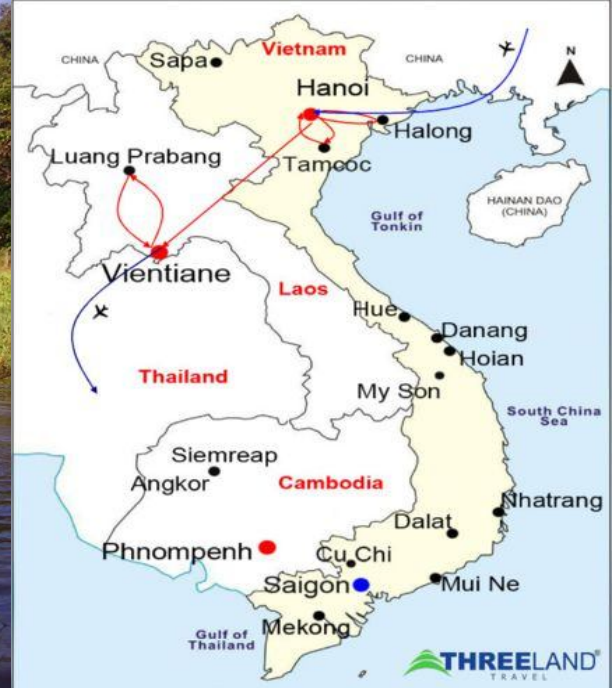 Vietnam
CHINA
Sapa
CHINA
N
Hanoi
Halong
Luang Prabang
Tamcoc
HAINAN DAO
(CHINA)
Gulf of
Tonkin
Vientiane
Laos
Hue
Danang
Hoian
Thailand
My Son
South China
Sea
Siemreap
Angkor
Cambodia
Nhatrang
Dalat
Phnompenh
Cu Chi
Saigon
Mui Ne
Mekong
Gulf of
Thailand
THREELAND®
TRAVEL